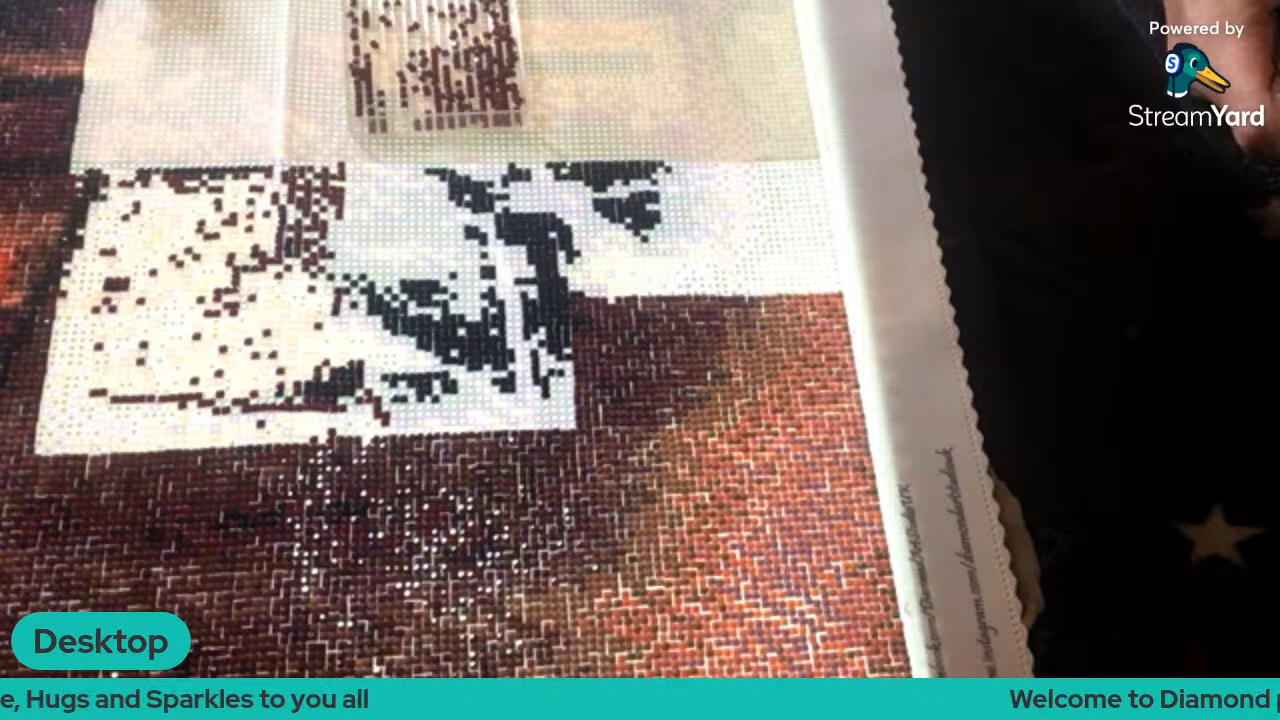 Powered by
StreamYard
Desktop
e, Hugs and Sparkles to you all
Welcome to Diamond p